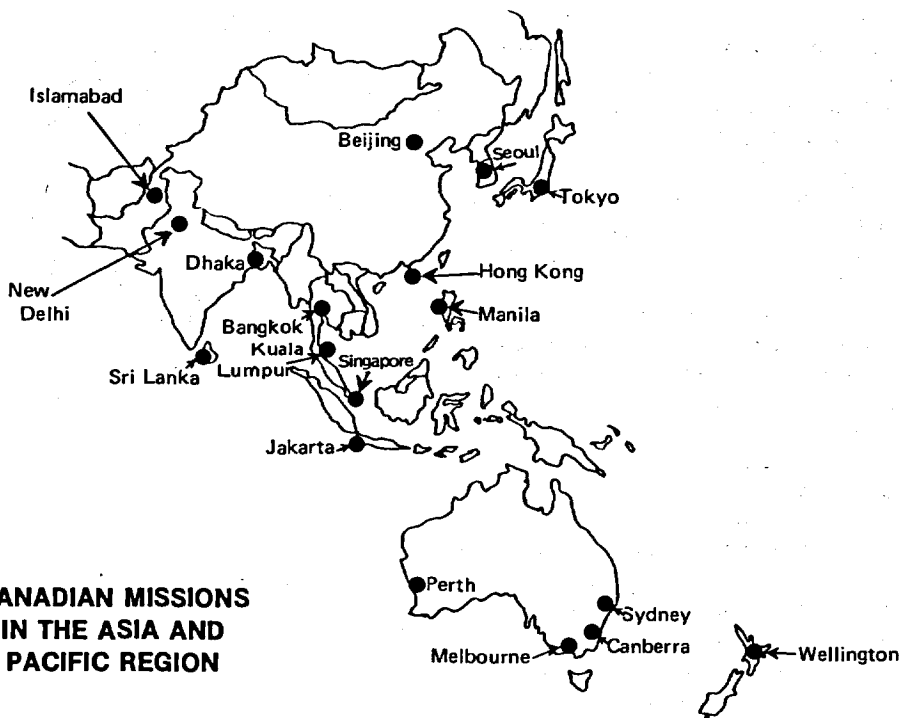 Islamabad
Beijing
Seoul
Tokyo
Dhaka
Hong Kong
New
Delhi
Manila
Bangkok
Kuala
Lumpur
Singapore
Sri Lanka
Jakarta
Perth
Sydney
Canberra
Melbourne
Wellington
ANADIAN MISSIONS
IN THE ASIA AND
PACIFIC REGION